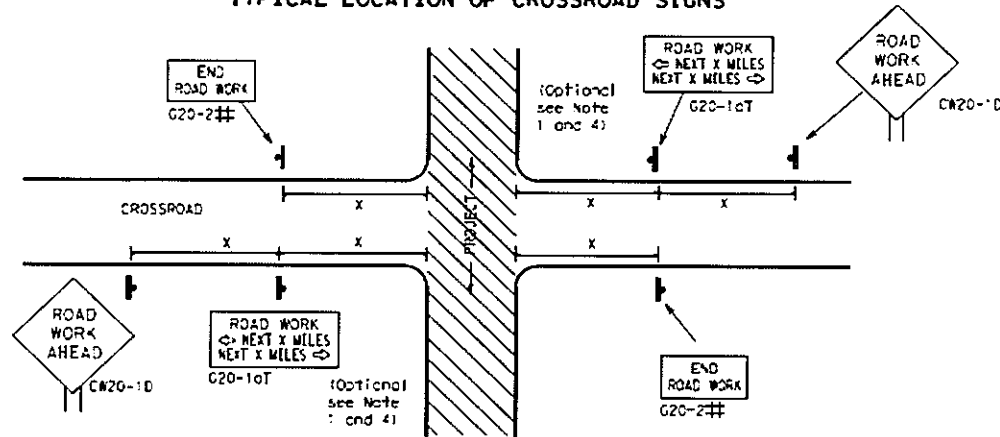 TYPICAL LOCATION OF CROSSROAD SIGNS
END
ROAD WORK
G20-2##
(Optional
see Note
1 and 4)
ROAD WORK
⇦ NEXT X MILES
NEXT X MILES ⇨
G20-1aT
ROAD
WORK
AHEAD
CW20-1D
X
X
X
CROSSROAD
PROJECT
X
X
X
ROAD
WORK
AHEAD
CW20-1D
ROAD WORK
⇦ NEXT X MILES
NEXT X MILES ⇨
G20-1aT
(Optional
see Note
1 and 4)
END
ROAD WORK
G20-2##